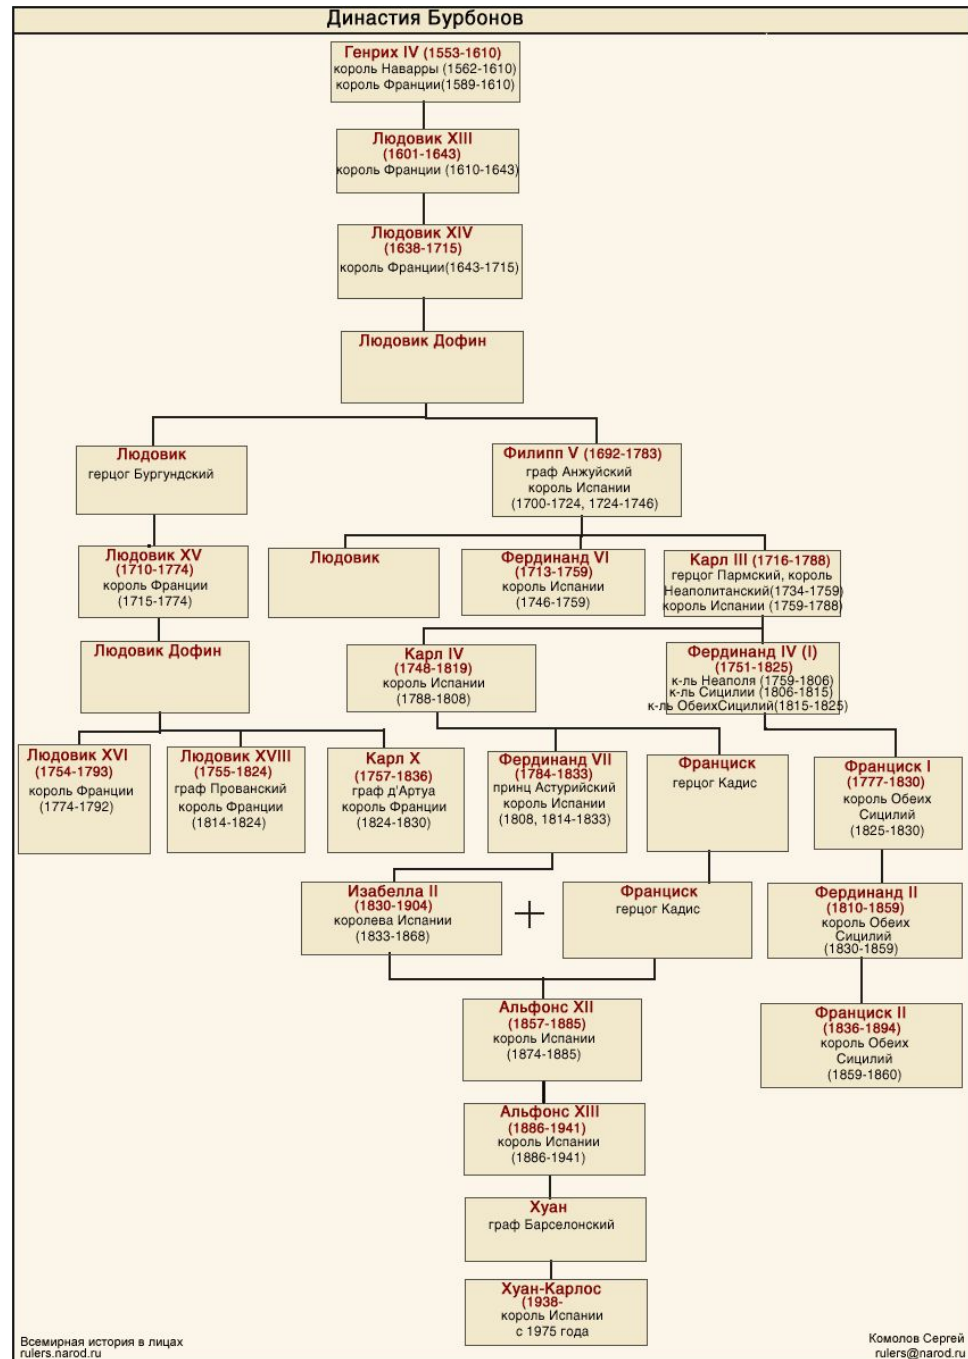 Династия Бурбонов
Генрих IV (1553-1610)
король Наварры (1562-1610)
король Франции(1589-1610)
Людовик XIII
(1601-1643)
король Франции (1610-1643)
Людовик XIV
(1638-1715)
король Франции(1643-1715)
Людовик Дофин
Людовик
герцог Бургундский
Филипп V (1692-1783)
граф Анжуйский
король Испании
(1700-1724, 1724-1746)
Людовик XV
(1710-1774)
король Франции
(1715-1774)
Людовик
Фердинанд VI
(1713-1759)
король Испании
(1746-1759)
Карл III (1716-1788)
герцог Пармский, король
Неаполитанский(1734-1759)
король Испании (1759-1788)
Людовик Дофин
Карл IV
(1748-1819)
король Испании
(1788-1808)
Фердинанд IV (I)
(1751-1825)
к-ль Неаполя (1759-1806)
к-ль Сицилии (1806-1815)
к-ль ОбеихСицилий(1815-1825)
Людовик XVI
(1754-1793)
король Франции
(1774-1792)
Людовик XVIII
(1755-1824)
граф Прованский
король Франции
(1814-1824)
Карл X
(1757-1836)
граф д'Артуа
король Франции
(1824-1830)
Фердинанд VII
(1784-1833)
принц Астурийский
король Испании
(1808, 1814-1833)
Франциск
герцог Кадис
Франциск I
(1777-1830)
король Обеих
Сицилий
(1825-1830)
Изабелла II
(1830-1904)
королева Испании
(1833-1868)
Франциск
герцог Кадис
Фердинанд II
(1810-1859)
король Обеих
Сицилий
(1830-1859)
Альфонс XII
(1857-1885)
король Испании
(1874-1885)
Франциск II
(1836-1894)
король Обеих
Сицилий
(1859-1860)
Альфонс XIII
(1886-1941)
король Испании
(1886-1941)
Хуан
граф Барселонский
Хуан-Карлос
(1938-
король Испании
с 1975 года
Всемирная история в лицах
rulers.narod.ru
Комолов Сергей
rulers@narod.ru